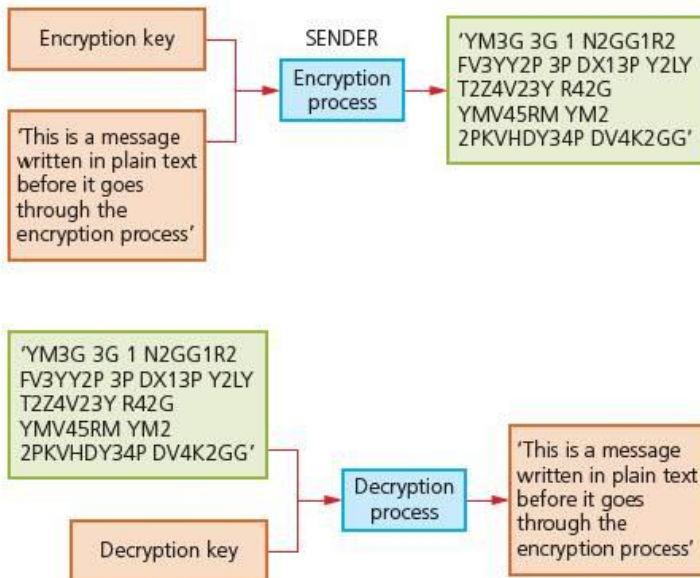 Encryption key
SENDER
Encryption
process
'This is a message
written in plain text
before it goes
through the
encryption process'
'YM3G 3G 1 N2GG1R2
FV3YY2P 3P DX13P Y2LY
T2Z4V23Y R42G
YMV45RM YM2
2PKVHDY34P DV4K2GG'
'YM3G 3G 1 N2GG1R2
FV3YY2P 3P DX13P Y2LY
T2Z4V23Y R42G
YMV45RM YM2
2PKVHDY34P DV4K2GG'
Decryption key
Decryption
process
'This is a message
written in plain text
before it goes
through the
encryption process'